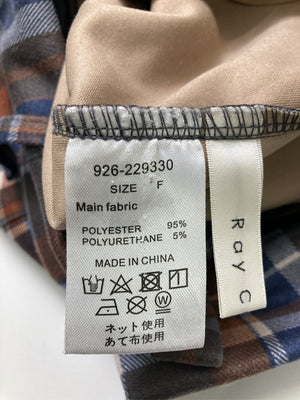 926-229330
SIZE F
Main fabric
POLYESTER 95%
POLYURETHANE 5%
MADE IN CHINA
ネット使用
あて布使用
Ray C